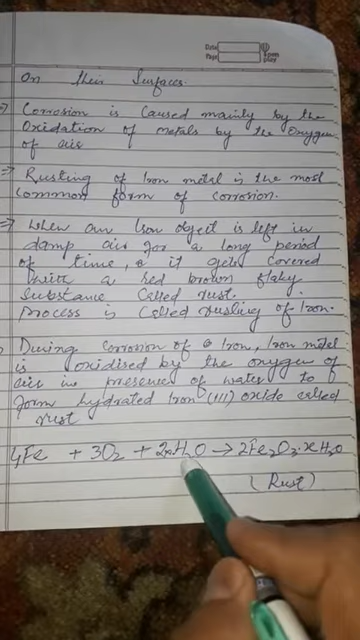 Date
Page
On their Surfaces.
=> Corrosion is Caused mainly by the
Oxidation of metals by the Oxygen
of air
=> Rusting of Iron metal is the most
Common form of corrosion.
=> When an Iron object is left in
damp air for a long period
of time, it gets Covered
with a red brown flaky
Substance Called rust.
process is Called rusting of Iron.
During Corrosion of Iron, Iron metal
is oxidised by the oxygen of
air in presence of water to
form hydrated Iron (III) oxide called
rust
4Fe + 3O2 + 2xH2O → 2Fe2O3·xH2O
(Rust)